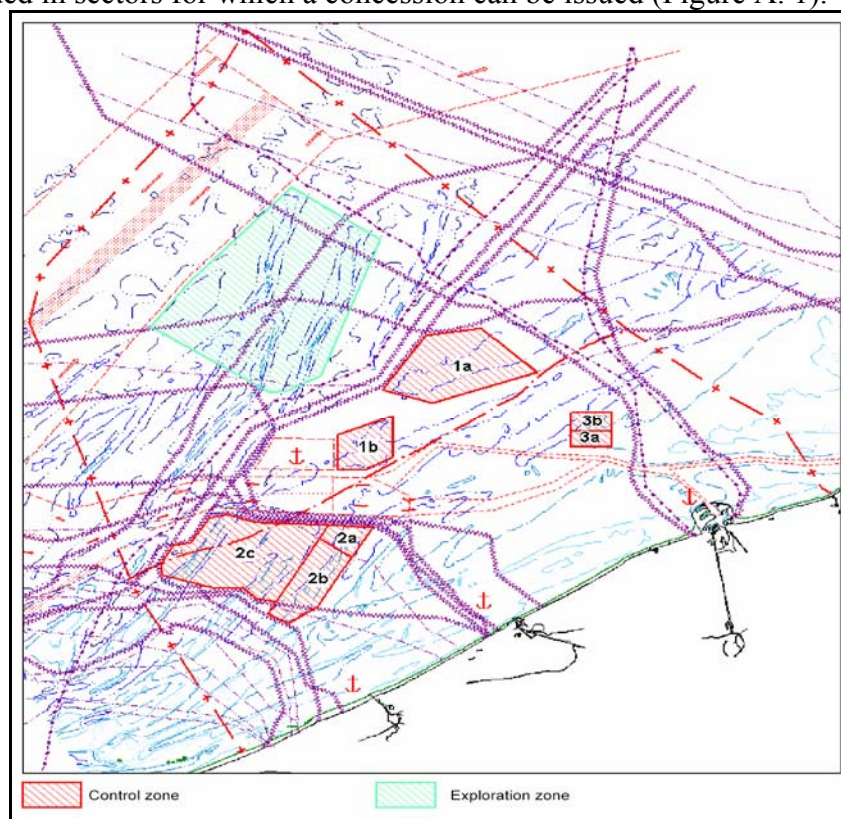 ded in sectors for which a concession can be issued (Figure A. 1).
1a
3b
3a
1b
2a
2c
2b
Control zone
Exploration zone